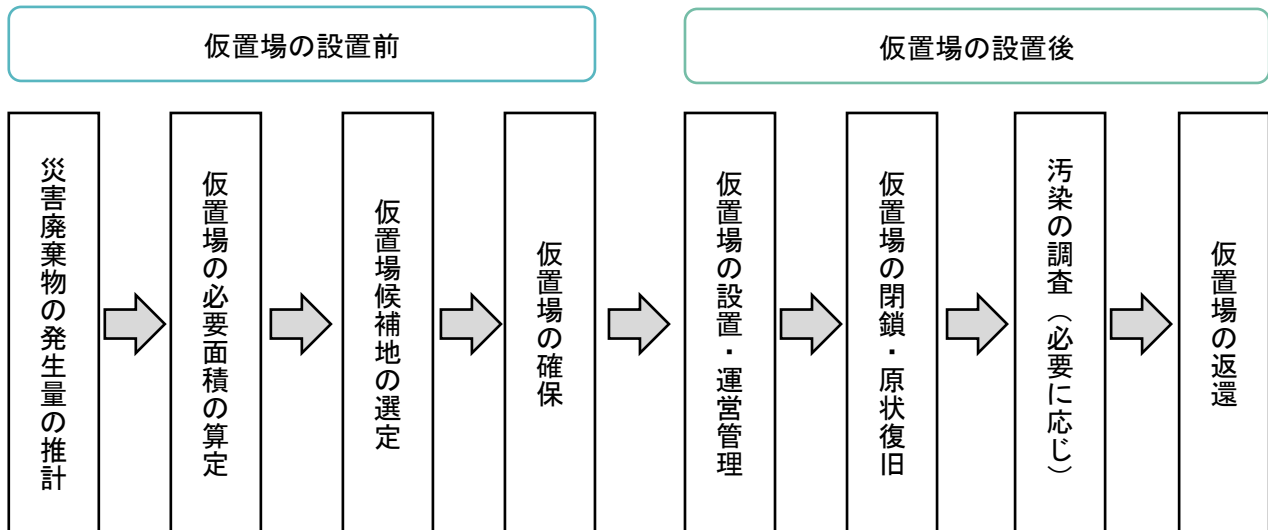 仮置場の設置前
仮置場の設置後
災害廃棄物の発生量の推計
仮置場の必要面積の算定
仮置場候補地の選定
仮置場の確保
仮置場の設置・運営管理
仮置場の閉鎖・原状復旧
汚染の調査（必要に応じ）
仮置場の返還